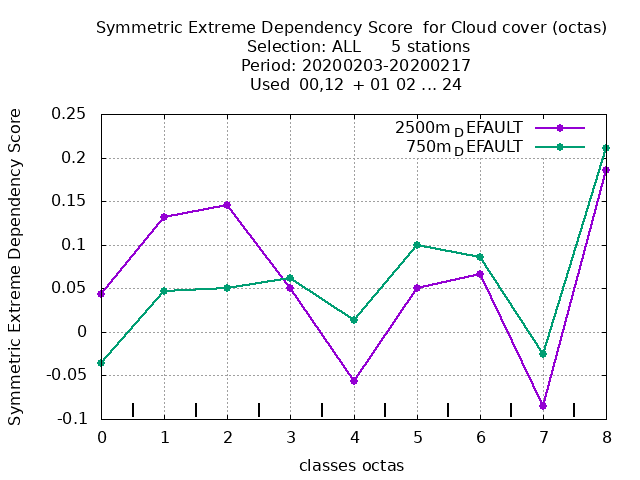 Symmetric Extreme Dependency Score  for Cloud cover (octas)
Selection: ALL      5 stations
Period: 20200203-20200217
Used  00,12  + 01 02 ... 24
2500m_DEFAULT
750m_DEFAULT
Symmetric Extreme Dependency Score
0.25
0.2
0.15
0.1
0.05
0
-0.05
-0.1
0 1 2 3 4 5 6 7 8
classes octas